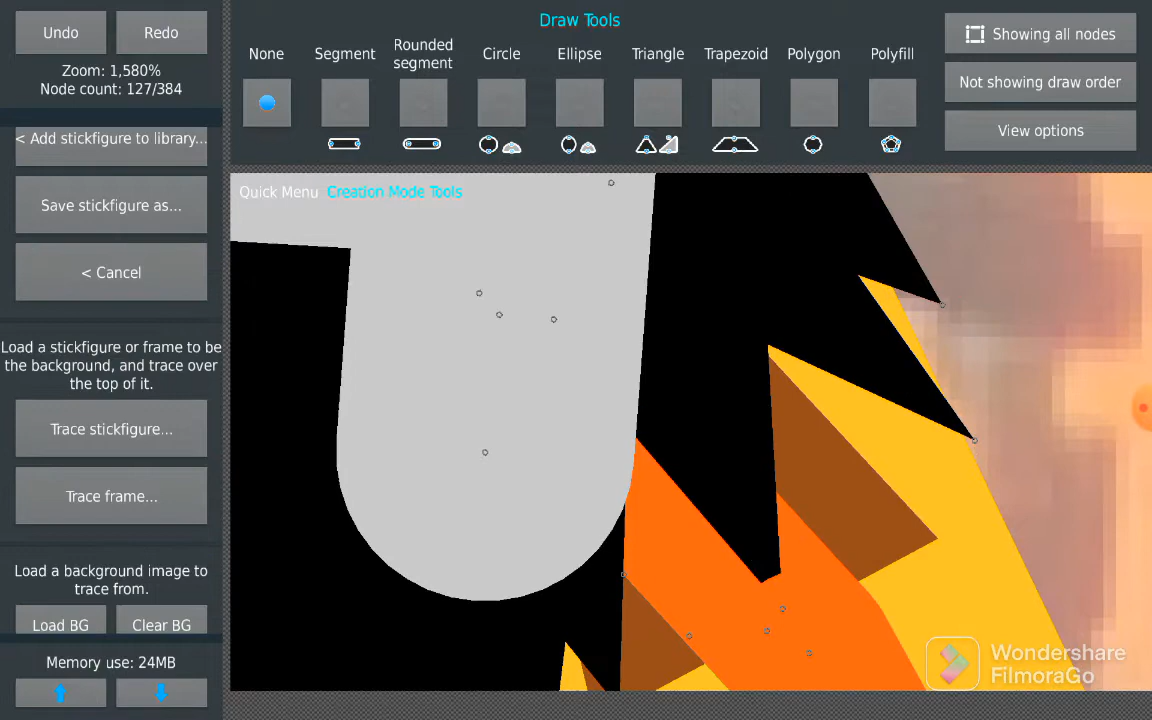 Undo
Redo
Zoom: 1,580%
Node count: 127/384
< Add stickfigure to library...
Save stickfigure as...
< Cancel
Load a stickfigure or frame to be
the background, and trace over
the top of it.
Trace stickfigure...
Trace frame...
Load a background image to
trace from.
Load BG
Clear BG
Memory use: 24MB
Draw Tools
None
Segment
Rounded
segment
Circle
Ellipse
Triangle
Trapezoid
Polygon
Polyfill
Showing all nodes
Not showing draw order
View options
Quick Menu
Creation Mode Tools
Wondershare
FilmoraGo